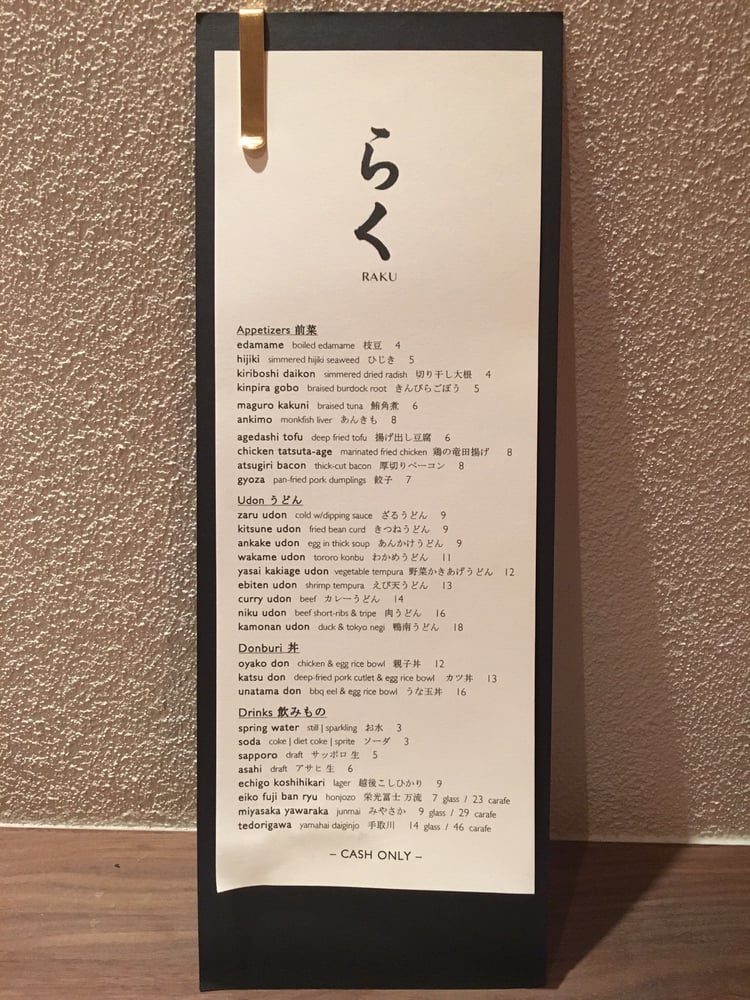 らく
RAKU
Appetizers 前菜
edamame boiled edamame 枝豆 4
hijiki simmered hijiki seaweed ひじき 5
kiriboshi daikon simmered dried radish 切り干し大根 4
kinpira gobo braised burdock root きんぴらごぼう 5
maguro kakuni braised tuna 鮪角煮 6
ankimo monkfish liver あんきも 8
agedashi tofu deep fried tofu 揚げ出し豆腐 6
chicken tatsuta-age marinated fried chicken 鶏の竜田揚げ 8
atsugiri bacon thick-cut bacon 厚切りベーコン 8
gyoza pan-fried pork dumplings 餃子 7
Udon うどん
zaru udon cold w/dipping sauce ざるうどん 9
kitsune udon fried bean curd きつねうどん 9
ankake udon egg in thick soup あんかけうどん 9
wakame udon tororo konbu わかめうどん 11
yasai kakiage udon vegetable tempura 野菜かきあげうどん 12
ebiten udon shrimp tempura えび天うどん 13
curry udon beef カレーうどん 14
niku udon beef short-ribs & tripe 肉うどん 16
kamonan udon duck & tokyo negi 鴨南うどん 18
Donburi 丼
oyako don chicken & egg rice bowl 親子丼 12
katsu don deep-fried pork cutlet & egg rice bowl カツ丼 13
unatama don bbq eel & egg rice bowl うな玉丼 16
Drinks 飲みもの
spring water still | sparkling お水 3
soda coke | diet coke | sprite ソーダ 3
sapporo draft サッポロ 生 5
asahi draft アサヒ 生 6
echigo koshihikari lager 越後こしひかり 9
eiko fuji ban ryu honjozo 栄光冨士 万流 7 glass / 23 carafe
miyasaka yawaraka junmai みやさか 9 glass / 29 carafe
tedorigawa yamahai daiginjo 手取川 14 glass / 46 carafe
– CASH ONLY –